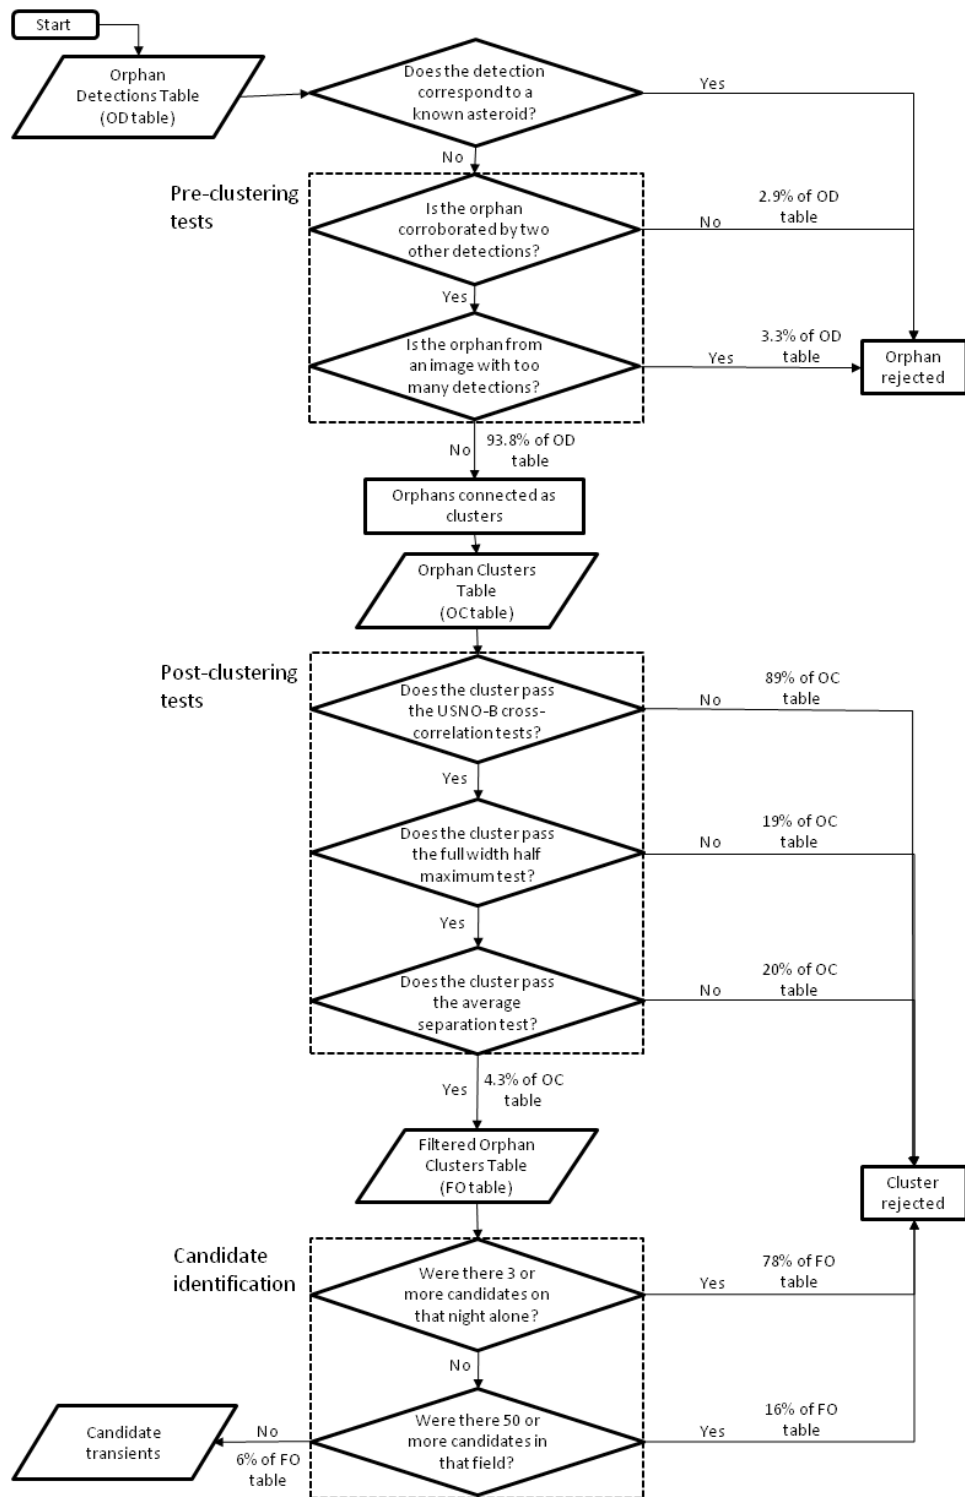 Start
Orphan
Detections Table
(OD table)
Does the detection
correspond to a
known asteroid?
Yes
No
Pre-clustering
tests
Is the orphan
corroborated by two
other detections?
No
2.9% of OD
table
Yes
Is the orphan from
an image with too
many detections?
Yes
3.3% of OD
table
Orphan
rejected
No
93.8% of OD
table
Orphans connected as
clusters
Orphan Clusters
Table
(OC table)
Post-clustering
tests
Does the cluster pass
the USNO-B cross-
correlation tests?
No
89% of OC
table
Yes
Does the cluster pass
the full width half
maximum test?
No
19% of OC
table
Yes
Does the cluster pass
the average
separation test?
No
20% of OC
table
Yes
4.3% of OC
table
Filtered Orphan
Clusters Table
(FO table)
Cluster
rejected
Candidate
identification
Were there 3 or
more candidates on
that night alone?
Yes
78% of FO
table
No
Were there 50 or
more candidates in
that field?
Yes
16% of FO
table
No
6% of FO
table
Candidate
transients